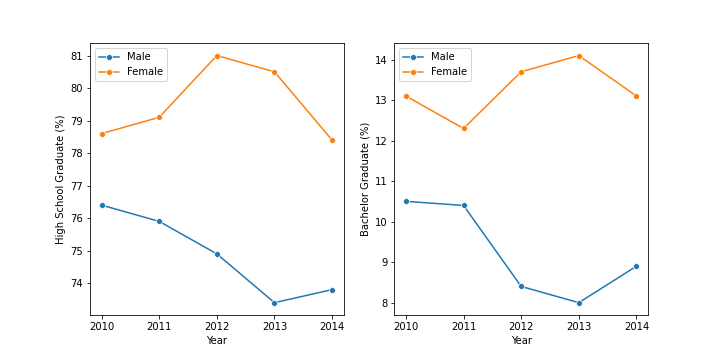 Male
Female
81
80
79
78
77
76
75
74
High School Graduate (%)
2010 2011 2012 2013 2014
Year
Male
Female
14
13
12
11
10
9
8
Bachelor Graduate (%)
2010 2011 2012 2013 2014
Year